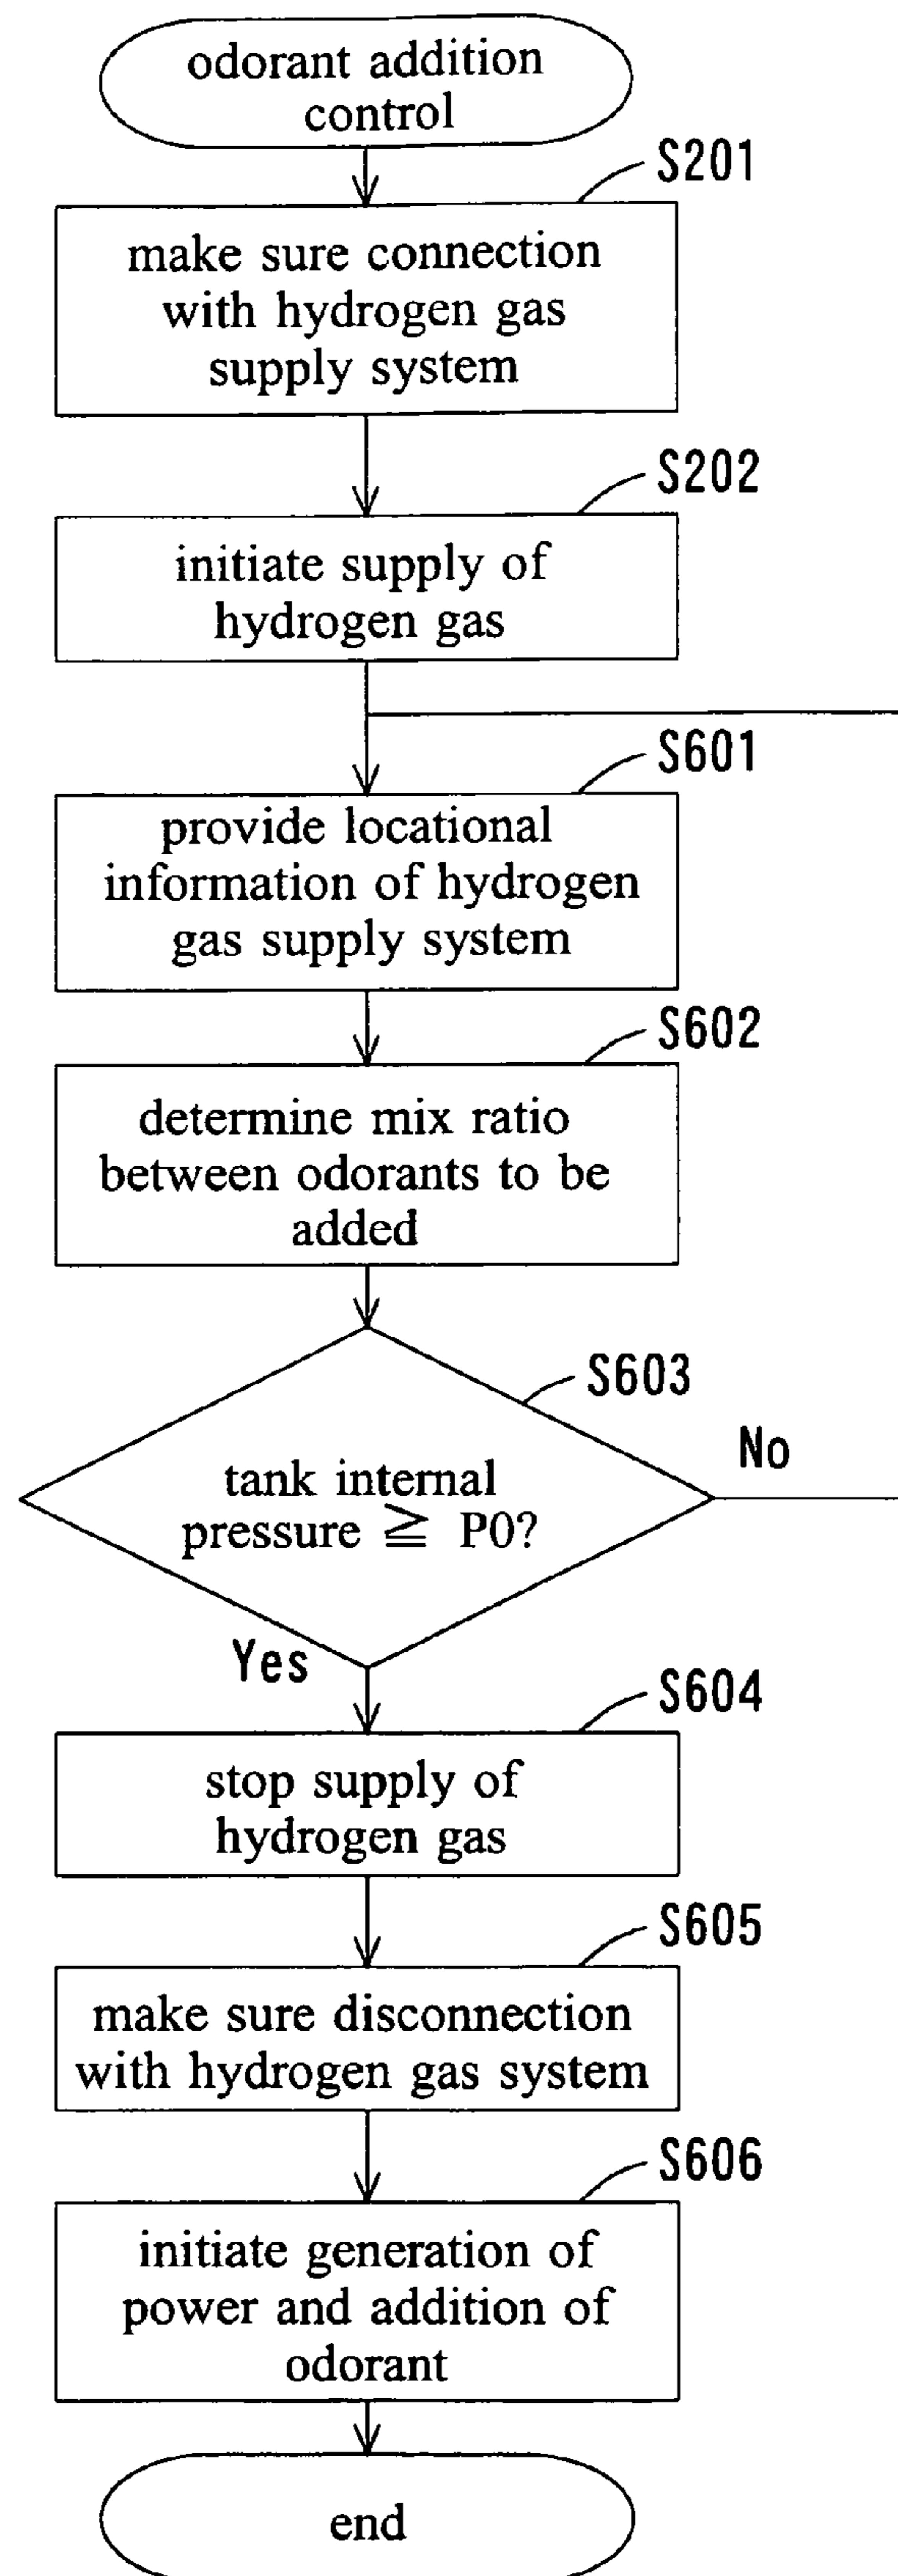 odorant addition
control
S201
make sure connection
with hydrogen gas
supply system
S202
initiate supply of
hydrogen gas
S601
provide locational
information of hydrogen
gas supply system
S602
determine mix ratio
between odorants to be
added
S603
No
tank internal
pressure ≧ P0?
Yes
S604
stop supply of
hydrogen gas
S605
make sure disconnection
with hydrogen gas system
S606
initiate generation of
power and addition of
odorant
end